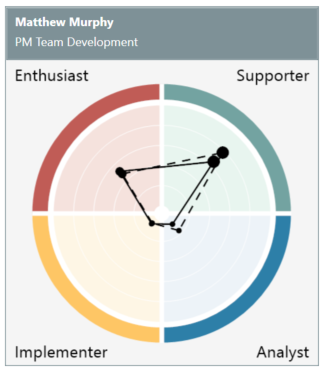 Matthew Murphy
PM Team Development
Enthusiast
Supporter
Implementer
Analyst